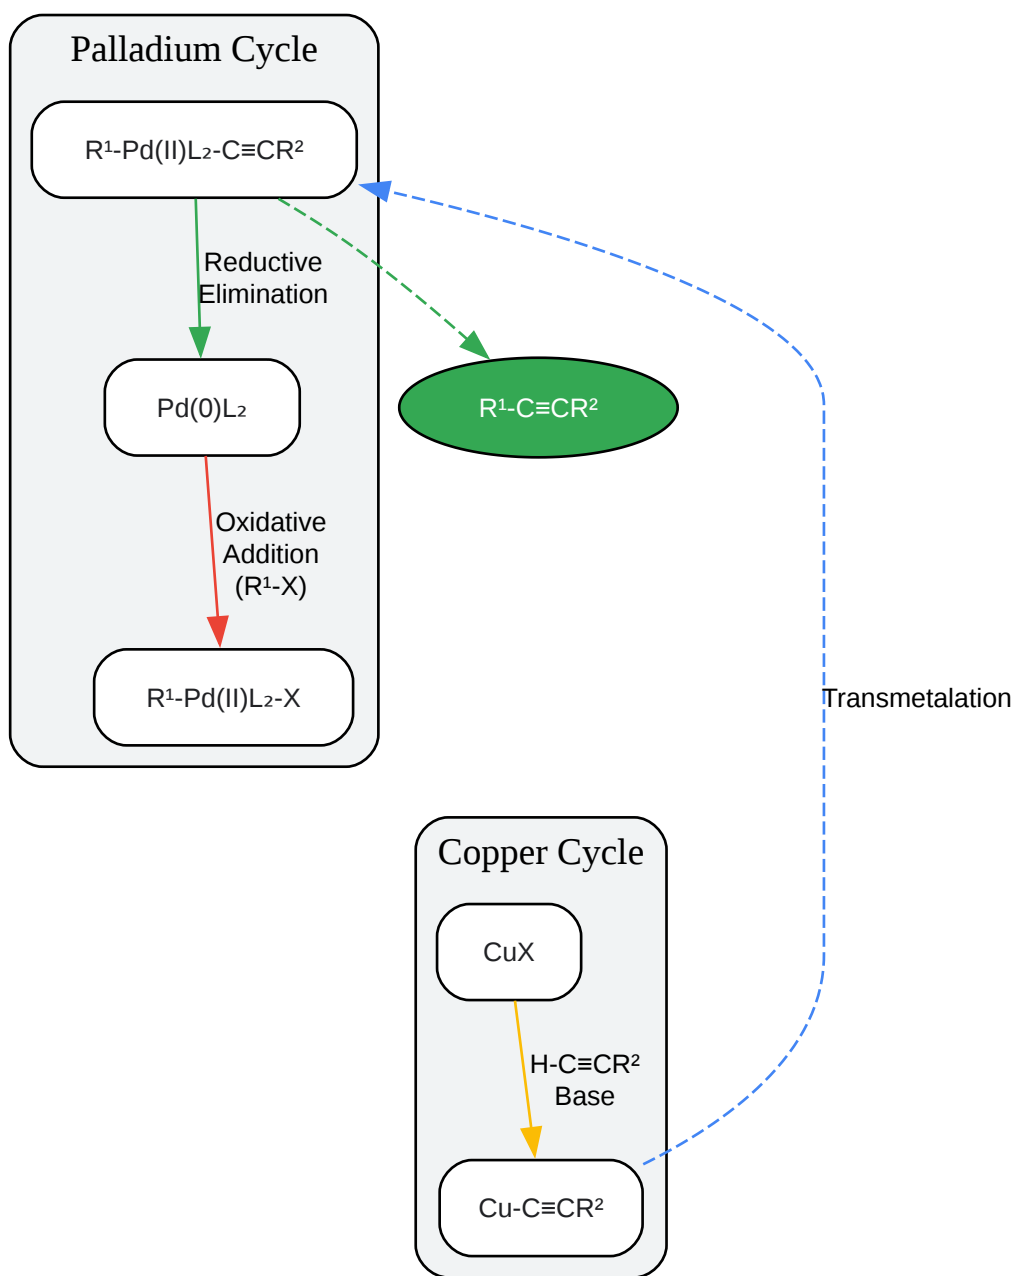 Palladium Cycle
R¹-Pd(II)L₂-C≡CR²
Reductive
Elimination
Pd(0)L₂
R¹-C≡CR²
Oxidative
Addition
(R¹-X)
R¹-Pd(II)L₂-X
Transmetalation
Copper Cycle
CuX
H-C≡CR²
Base
Cu-C≡CR²